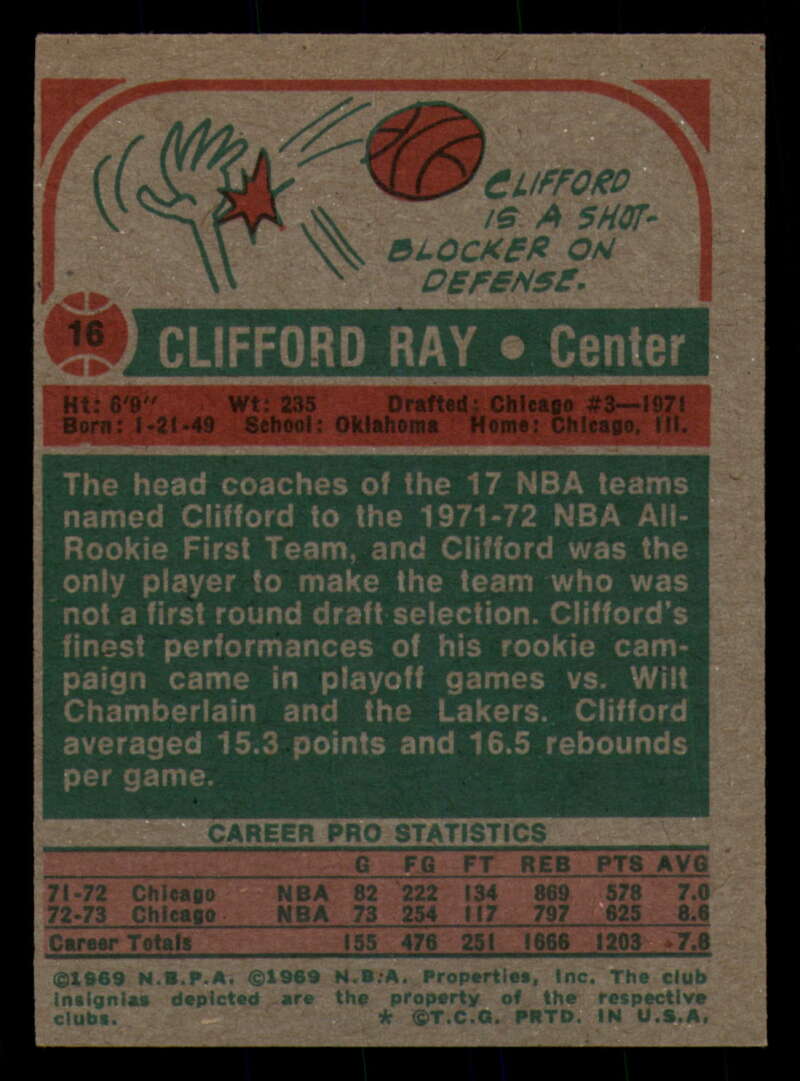 CLIFFORD
IS A SHOT-
BLOCKER ON
DEFENSE.
16
CLIFFORD RAY • Center
Ht: 6'9" Wt: 235 Drafted: Chicago #3—1971
Born: 1-21-49 School: Oklahoma Home: Chicago, Ill.
The head coaches of the 17 NBA teams
named Clifford to the 1971-72 NBA All-
Rookie First Team, and Clifford was the
only player to make the team who was
not a first round draft selection. Clifford's
finest performances of his rookie cam-
paign came in playoff games vs. Wilt
Chamberlain and the Lakers. Clifford
averaged 15.3 points and 16.5 rebounds
per game.
CAREER PRO STATISTICS
G FG FT REB PTS AVG
71-72 Chicago NBA 82 222 134 869 578 7.0
72-73 Chicago NBA 73 254 117 797 625 8.6
Career Totals 155 476 251 1666 1203 7.8
©1969 N.B.P.A. ©1969 N.B.A. Properties, Inc. The club
insignias depicted are the property of the respective
clubs. * ©T.C.G. PRTD. IN U.S.A.